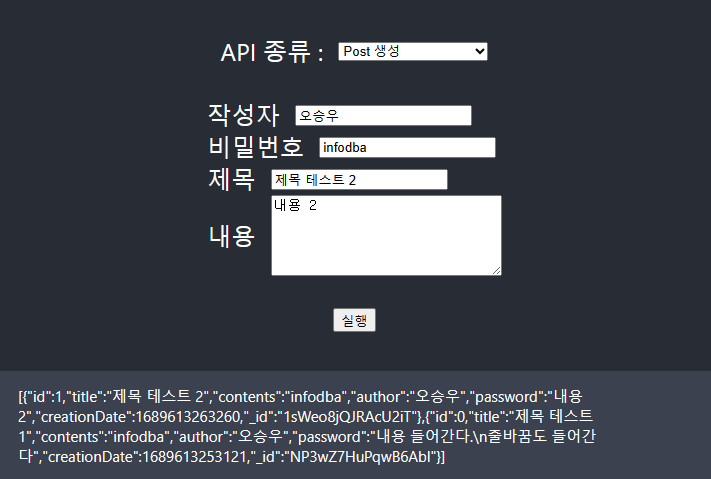 API 종류 : Post 생성
작성자 오승우
비밀번호 infodba
제목 제목 테스트 2
내용 내용 2
실행
[{"id":1,"title":"제목 테스트 2","contents":"infodba","author":"오승우","password":"내용
2","creationDate":1689613263260,"_id":"1sWeo8jQJRAcU2iT"},{"id":0,"title":"제목 테스트
1","contents":"infodba","author":"오승우","password":"내용 들어간다.\n줄바꿈도 들어간
다","creationDate":1689613253121,"_id":"NP3wZ7HuPqwB6AbI"}]